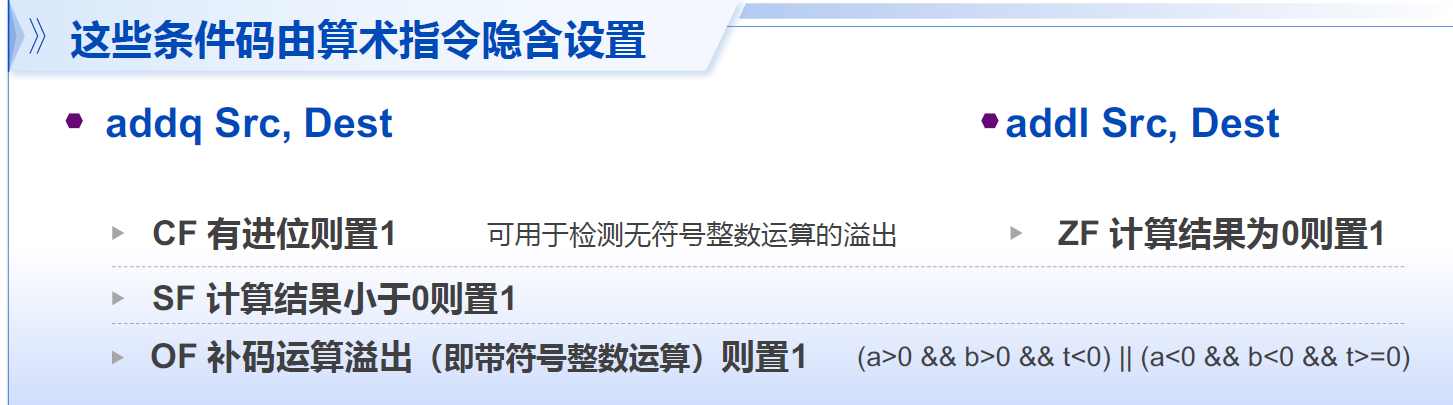 这些条件码由算术指令隐含设置
addq Src, Dest
addl Src, Dest
CF 有进位则置1
可用于检测无符号整数运算的溢出
ZF 计算结果为0则置1
SF 计算结果小于0则置1
OF 补码运算溢出（即带符号整数运算）则置1
(a>0 && b>0 && t<0) || (a<0 && b<0 && t>=0)